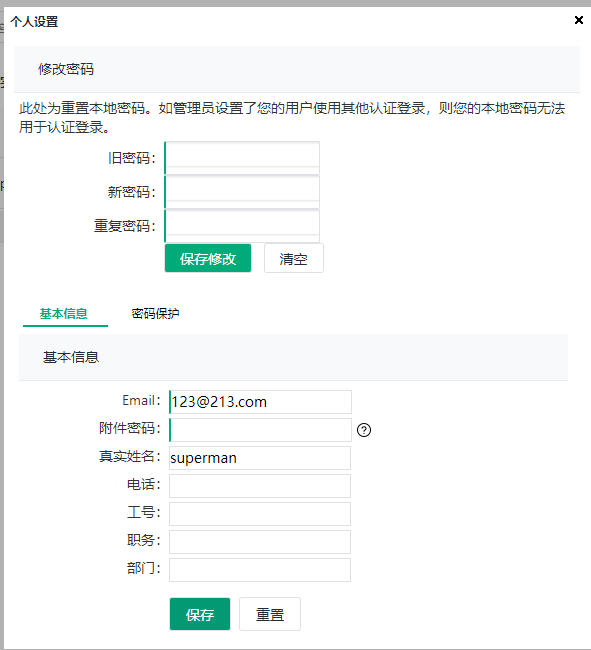 个人设置
修改密码
此处为重置本地密码。如管理员设置了您的用户使用其他认证登录，则您的本地密码无法
用于认证登录。
旧密码：
新密码：
重复密码：
保存修改 清空
基本信息 密码保护
基本信息
Email： 123@213.com
附件密码：
真实姓名： superman
电话：
工号：
职务：
部门：
保存 重置